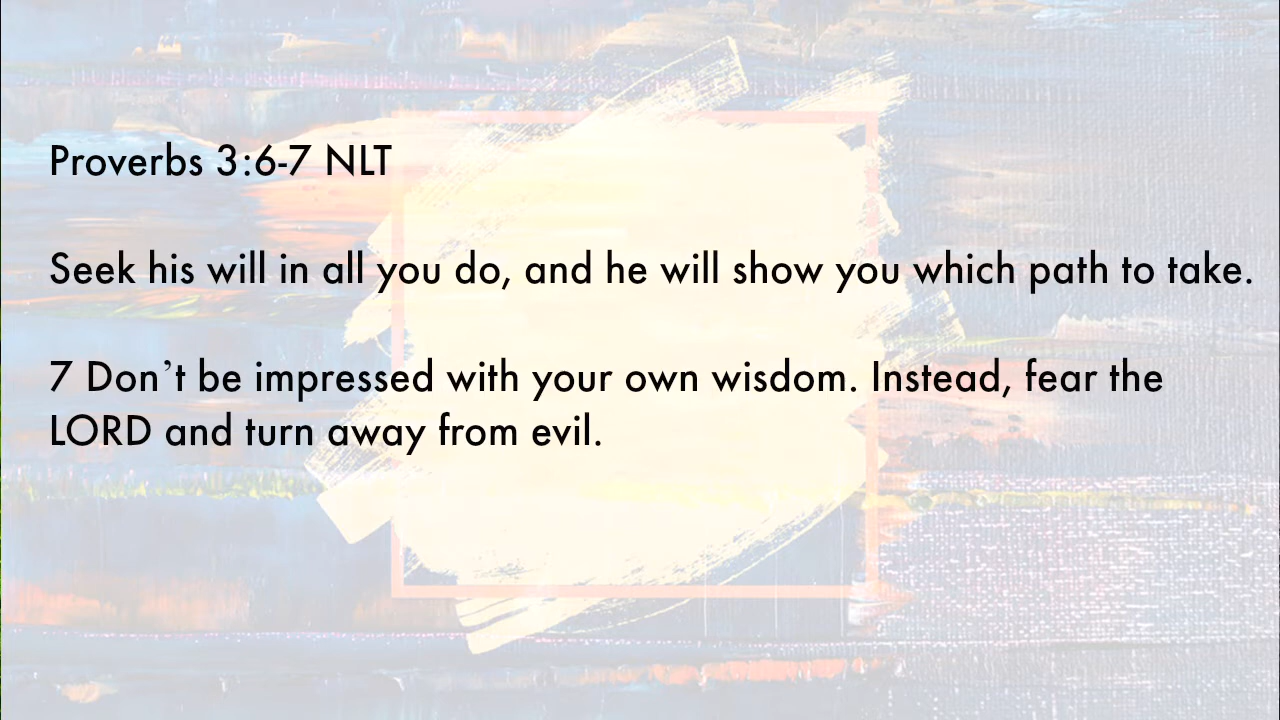 Proverbs 3:6-7 NLT
Seek his will in all you do, and he will show you which path to take.
7 Don’t be impressed with your own wisdom. Instead, fear the
LORD and turn away from evil.